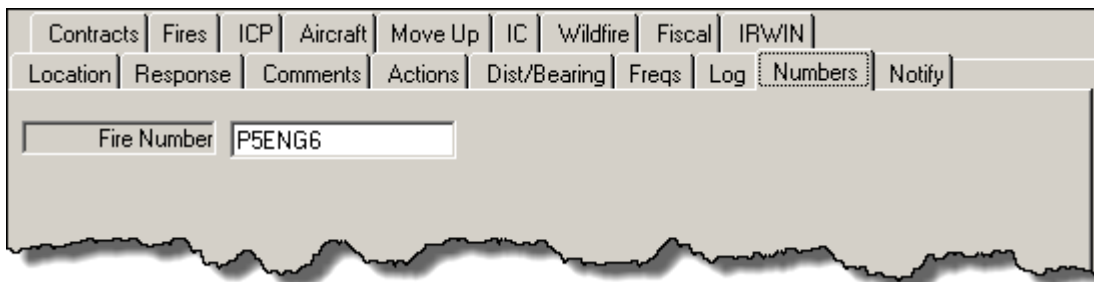 Contracts Fires ICP Aircraft Move Up IC Wildfire Fiscal IRWIN
Location Response Comments Actions Dist/Bearing Freqs Log Numbers Notify
Fire Number P5ENG6